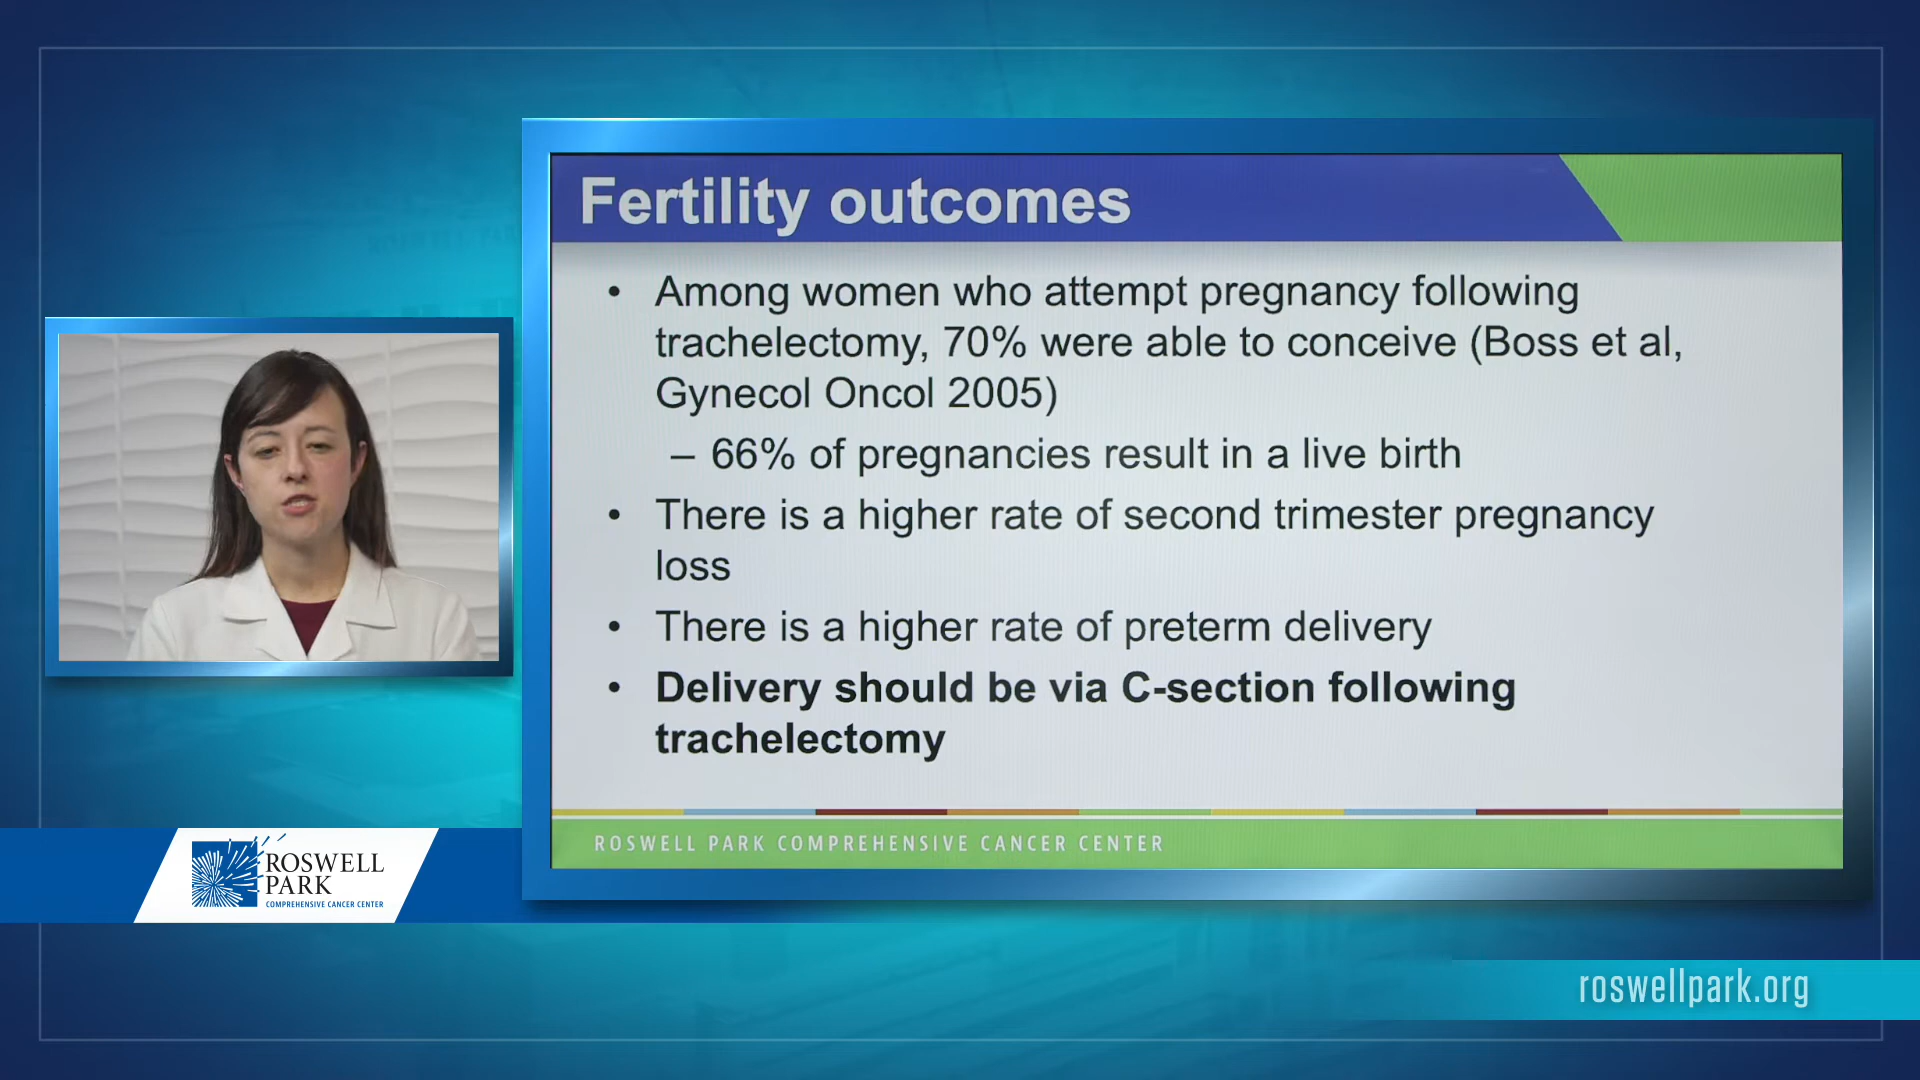 Fertility outcomes
• Among women who attempt pregnancy following
trachelectomy, 70% were able to conceive (Boss et al,
Gynecol Oncol 2005)
– 66% of pregnancies result in a live birth
• There is a higher rate of second trimester pregnancy
loss
• There is a higher rate of preterm delivery
• Delivery should be via C-section following
trachelectomy
ROSWELL PARK COMPREHENSIVE CANCER CENTER
ROSWELL
PARK
COMPREHENSIVE CANCER CENTER
roswellpark.org